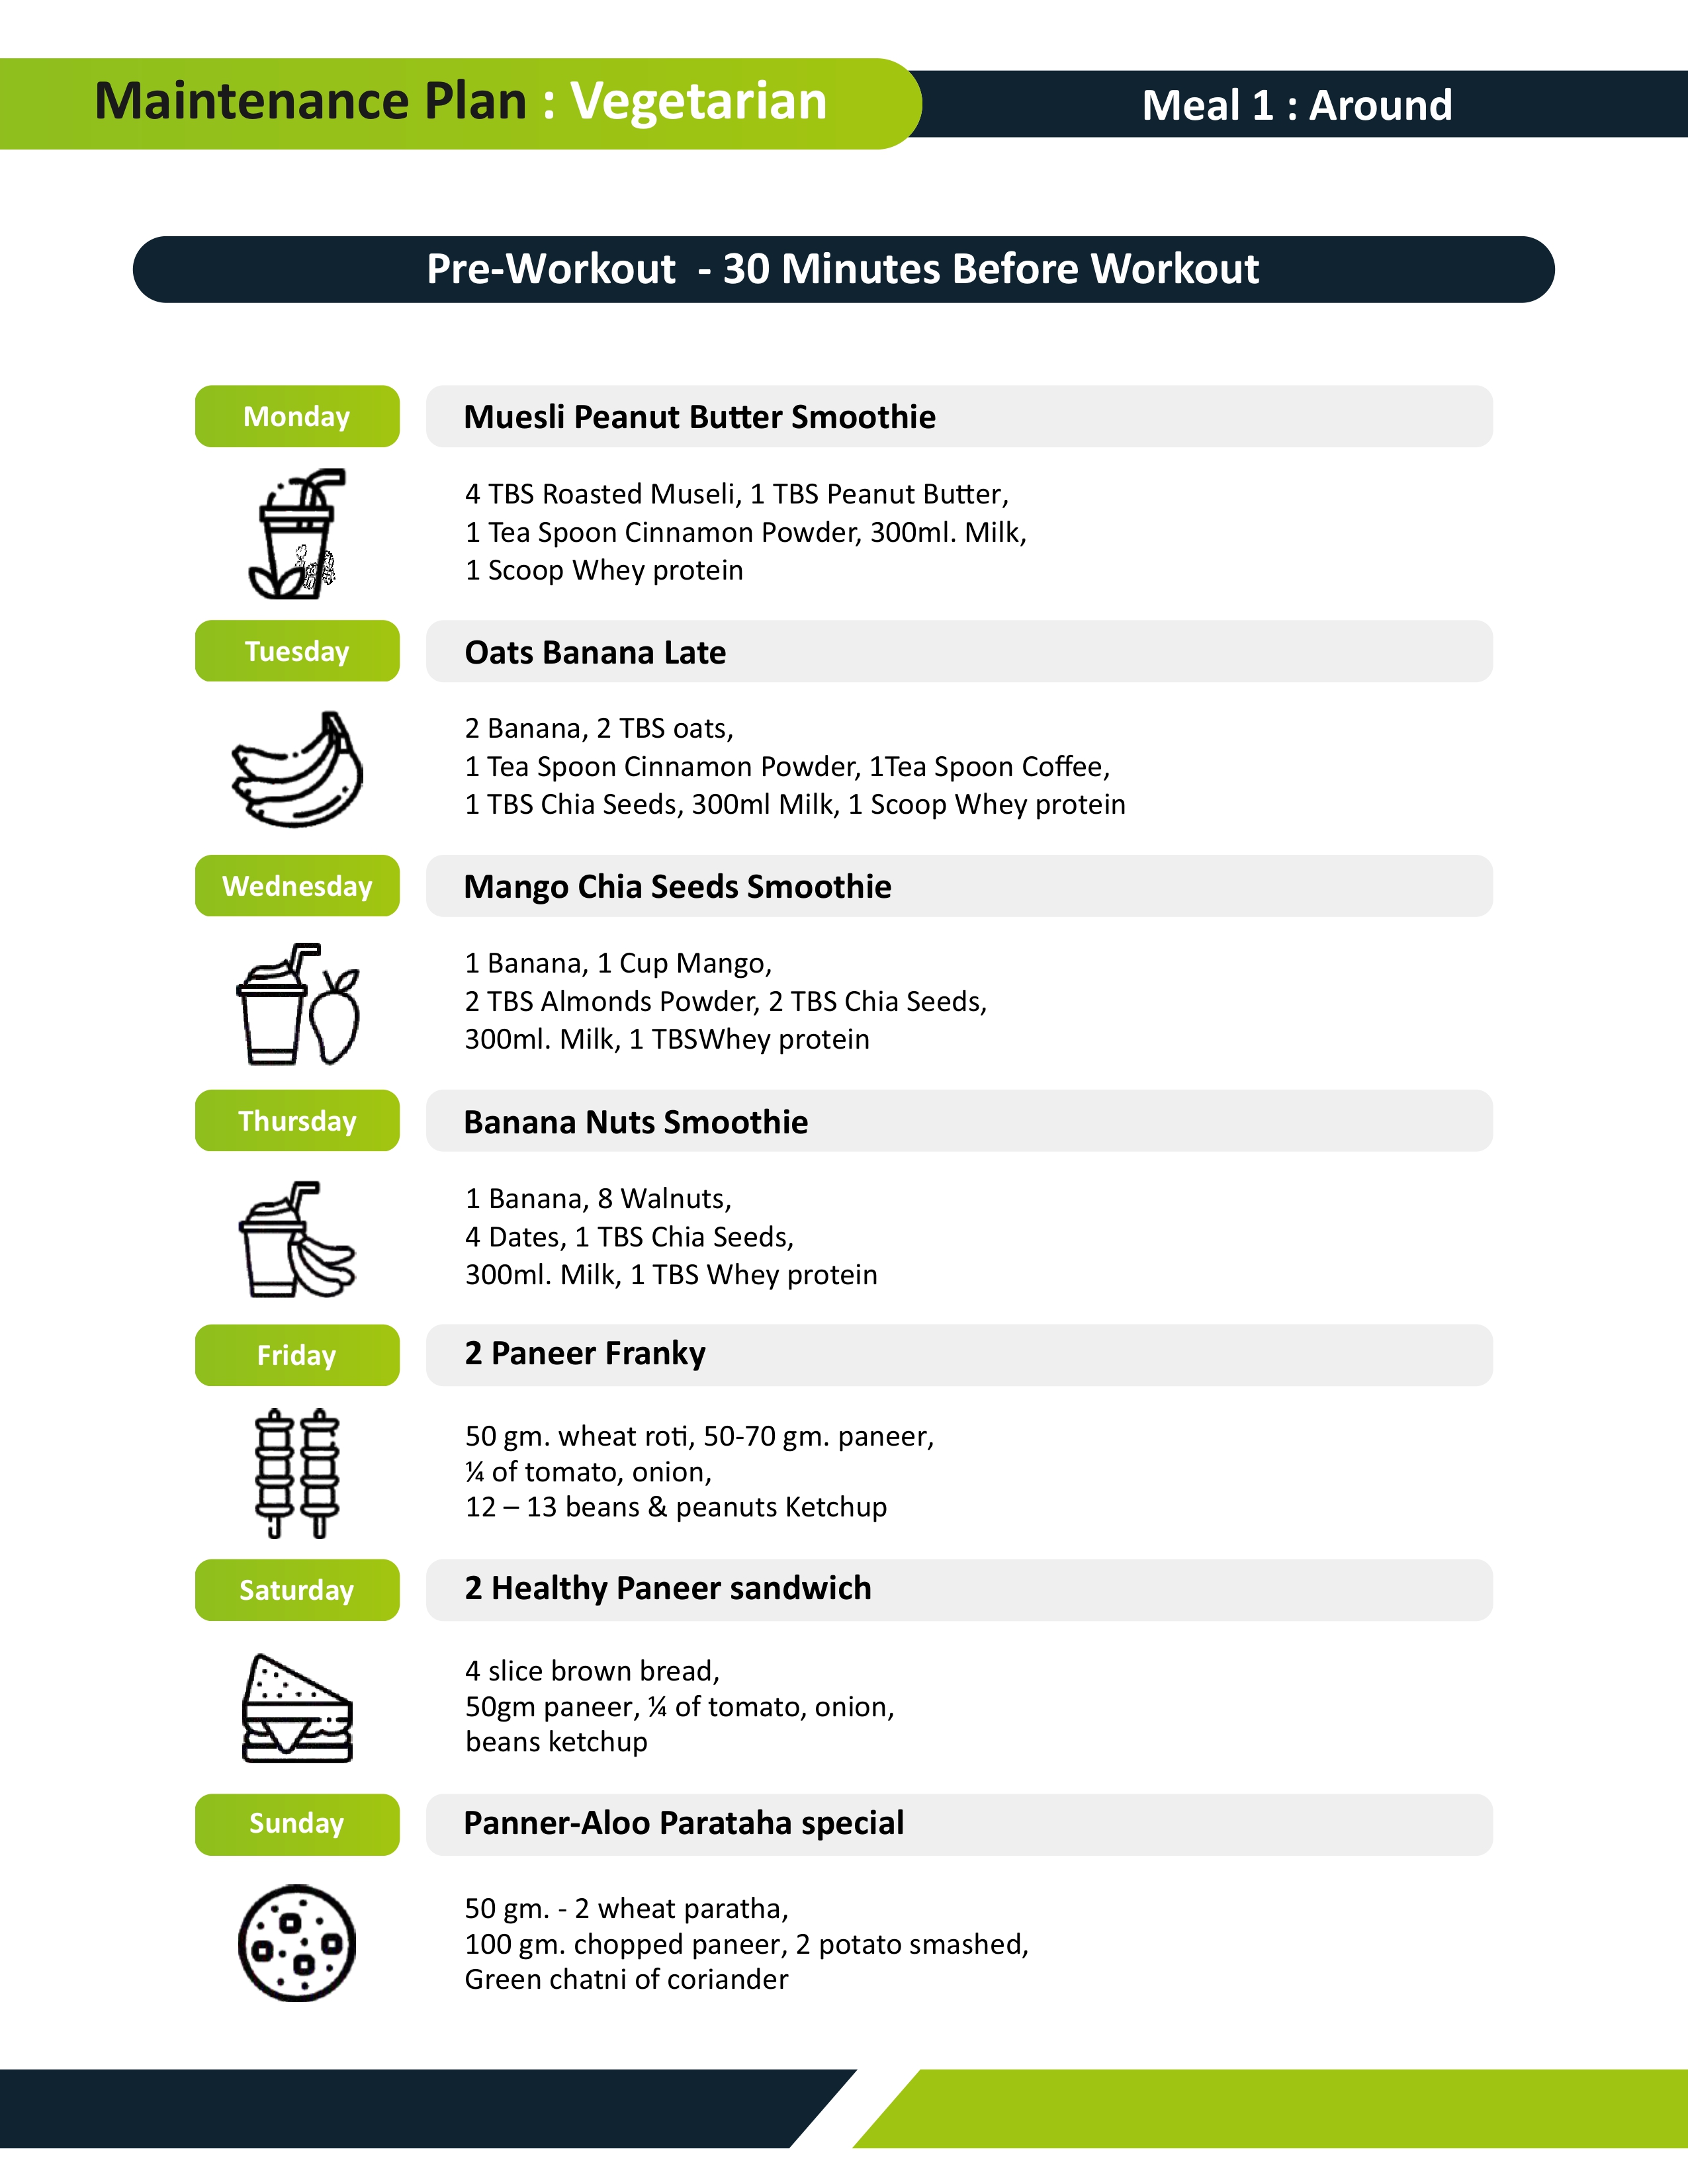 Maintenance Plan : Vegetarian
Meal 1 : Around
Pre-Workout - 30 Minutes Before Workout
Monday
Muesli Peanut Butter Smoothie
4 TBS Roasted Museli, 1 TBS Peanut Butter,
1 Tea Spoon Cinnamon Powder, 300ml. Milk,
1 Scoop Whey protein
Tuesday
Oats Banana Late
2 Banana, 2 TBS oats,
1 Tea Spoon Cinnamon Powder, 1Tea Spoon Coffee,
1 TBS Chia Seeds, 300ml Milk, 1 Scoop Whey protein
Wednesday
Mango Chia Seeds Smoothie
1 Banana, 1 Cup Mango,
2 TBS Almonds Powder, 2 TBS Chia Seeds,
300ml. Milk, 1 TBSWhey protein
Thursday
Banana Nuts Smoothie
1 Banana, 8 Walnuts,
4 Dates, 1 TBS Chia Seeds,
300ml. Milk, 1 TBS Whey protein
Friday
2 Paneer Franky
50 gm. wheat roti, 50-70 gm. paneer,
¼ of tomato, onion,
12 – 13 beans & peanuts Ketchup
Saturday
2 Healthy Paneer sandwich
4 slice brown bread,
50gm paneer, ¼ of tomato, onion,
beans ketchup
Sunday
Panner-Aloo Parataha special
50 gm. - 2 wheat paratha,
100 gm. chopped paneer, 2 potato smashed,
Green chatni of coriander